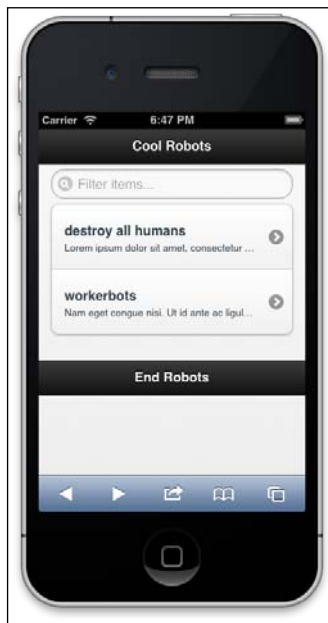 Carrier 6:47 PM
Cool Robots
Filter items...
destroy all humans
Lorem ipsum dolor sit amet, consectetur ...
workerbots
Nam eget congue nisi. Ut id ante ac ligul...
End Robots